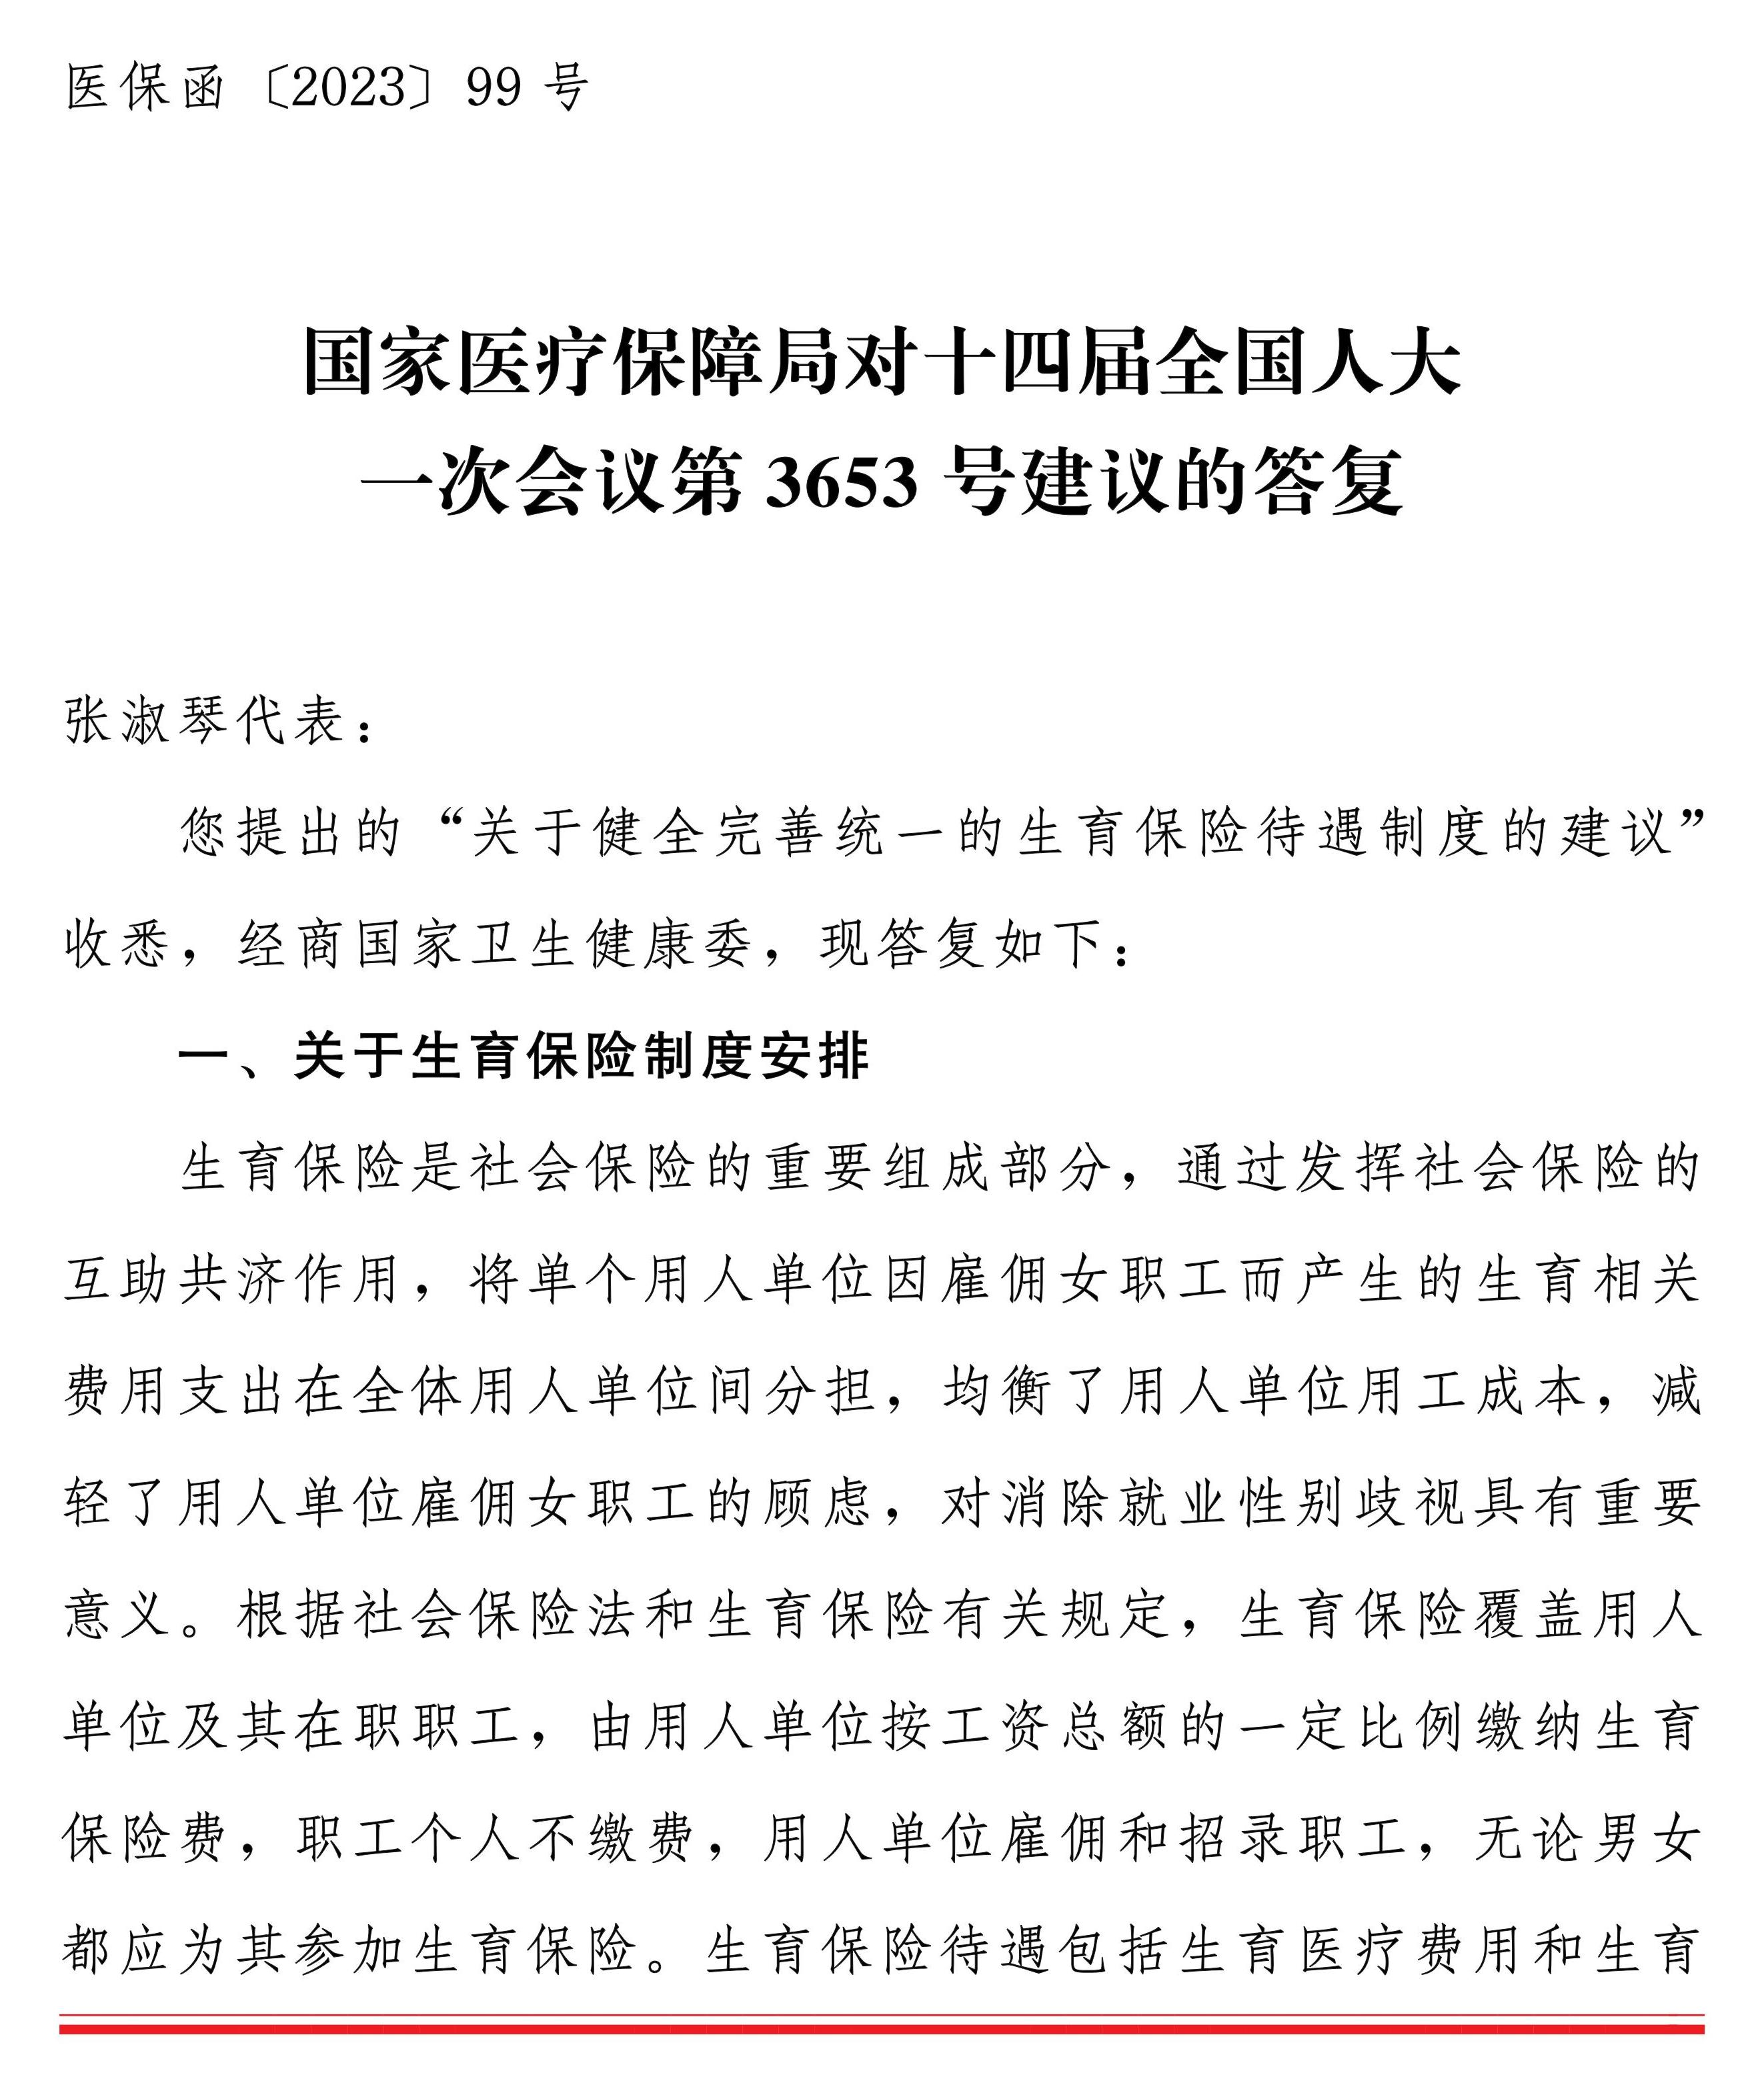 医保函〔2023〕99 号
国家医疗保障局对十四届全国人大
一次会议第 3653 号建议的答复
张淑琴代表：
您提出的“关于健全完善统一的生育保险待遇制度的建议”
收悉，经商国家卫生健康委，现答复如下：
一、关于生育保险制度安排
生育保险是社会保险的重要组成部分，通过发挥社会保险的
互助共济作用，将单个用人单位因雇佣女职工而产生的生育相关
费用支出在全体用人单位间分担，均衡了用人单位用工成本，减
轻了用人单位雇佣女职工的顾虑，对消除就业性别歧视具有重要
意义。根据社会保险法和生育保险有关规定，生育保险覆盖用人
单位及其在职职工，由用人单位按工资总额的一定比例缴纳生育
保险费，职工个人不缴费，用人单位雇佣和招录职工，无论男女
都应为其参加生育保险。生育保险待遇包括生育医疗费用和生育